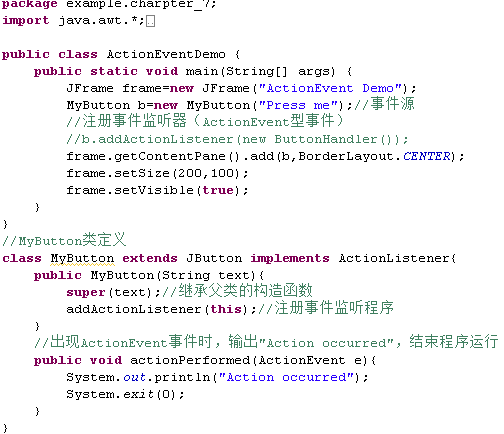 package example.charpter_7;
import java.awt.*;
public class ActionEventDemo {
public static void main(String[] args) {
JFrame frame=new JFrame("ActionEvent Demo");
MyButton b=new MyButton("Press me");//事件源
//注册事件监听器（ActionEvent型事件）
//b.addActionListener(new ButtonHandler());
frame.getContentPane().add(b,BorderLayout.CENTER);
frame.setSize(200,100);
frame.setVisible(true);
}
}
//MyButton类定义
class MyButton extends JButton implements ActionListener{
public MyButton(String text){
super(text);//继承父类的构造函数
addActionListener(this);//注册事件监听程序
}
//出现ActionEvent事件时，输出"Action occurred"，结束程序运行
public void actionPerformed(ActionEvent e){
System.out.println("Action occurred");
System.exit(0);
}
}